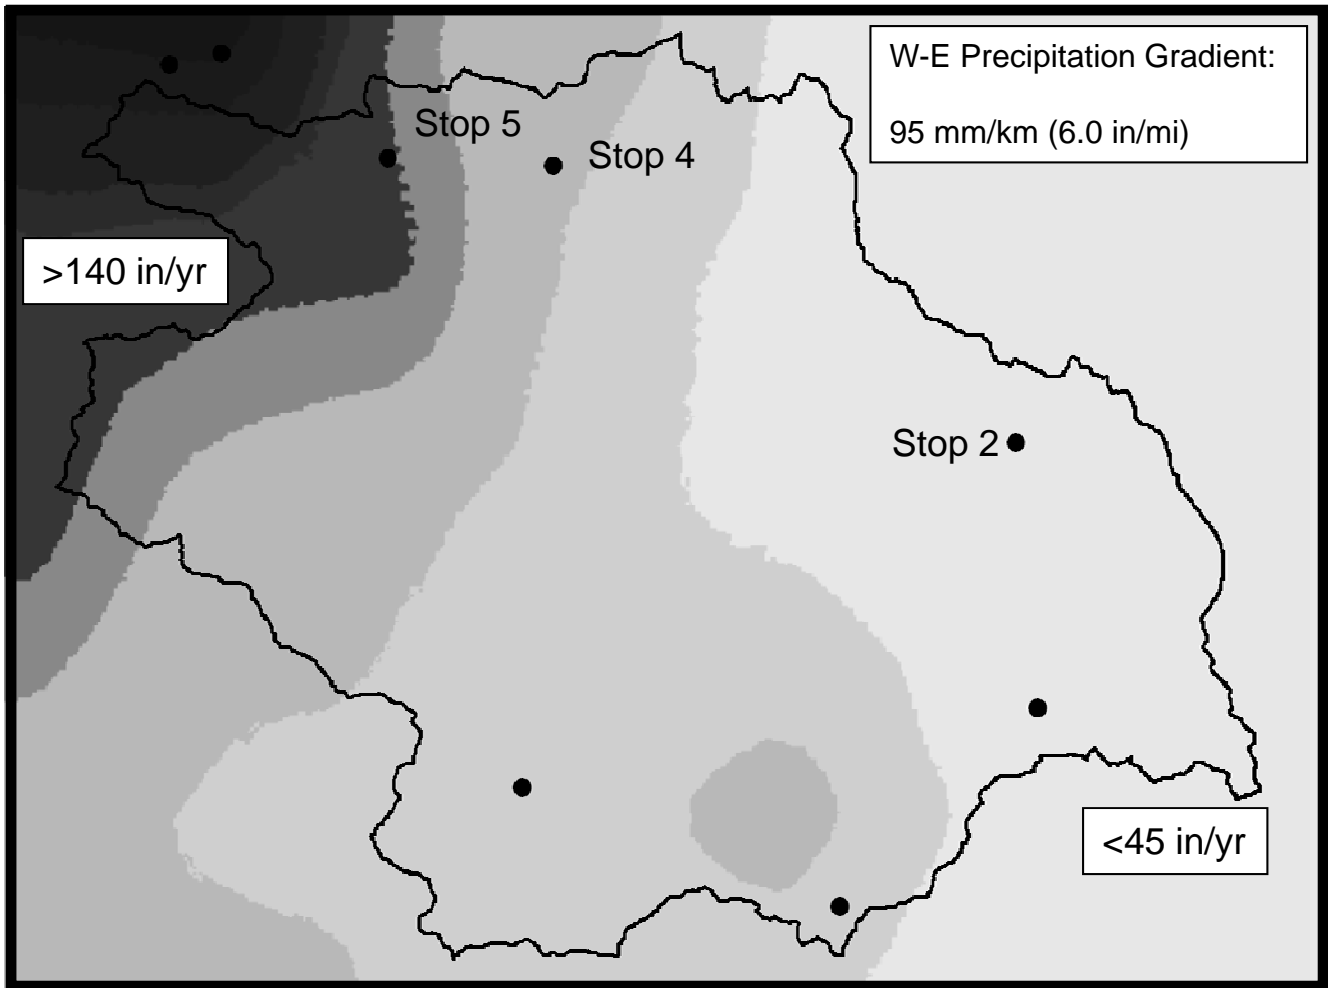 W-E Precipitation Gradient:
95 mm/km (6.0 in/mi)
Stop 5
Stop 4
>140 in/yr
Stop 2
<45 in/yr